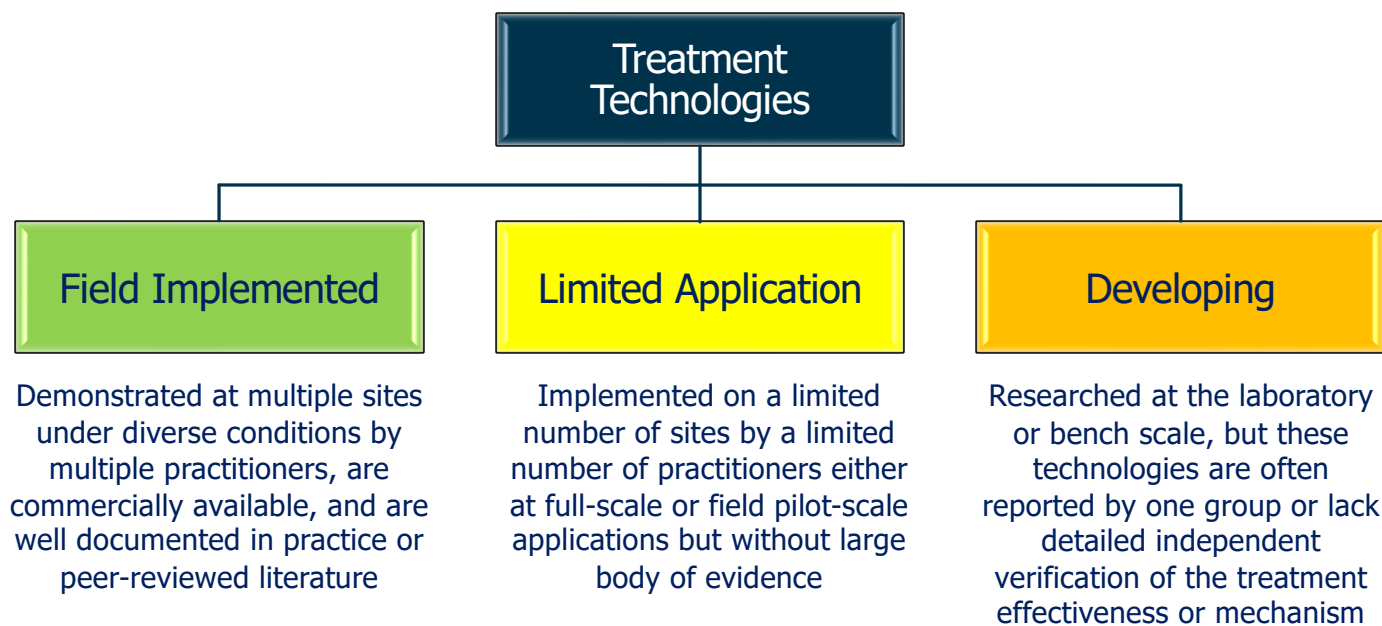 Treatment
Technologies
Field Implemented
Demonstrated at multiple sites
under diverse conditions by
multiple practitioners, are
commercially available, and are
well documented in practice or
peer-reviewed literature
Limited Application
Implemented on a limited
number of sites by a limited
number of practitioners either
at full-scale or field pilot-scale
applications but without large
body of evidence
Developing
Researched at the laboratory
or bench scale, but these
technologies are often
reported by one group or lack
detailed independent
verification of the treatment
effectiveness or mechanism